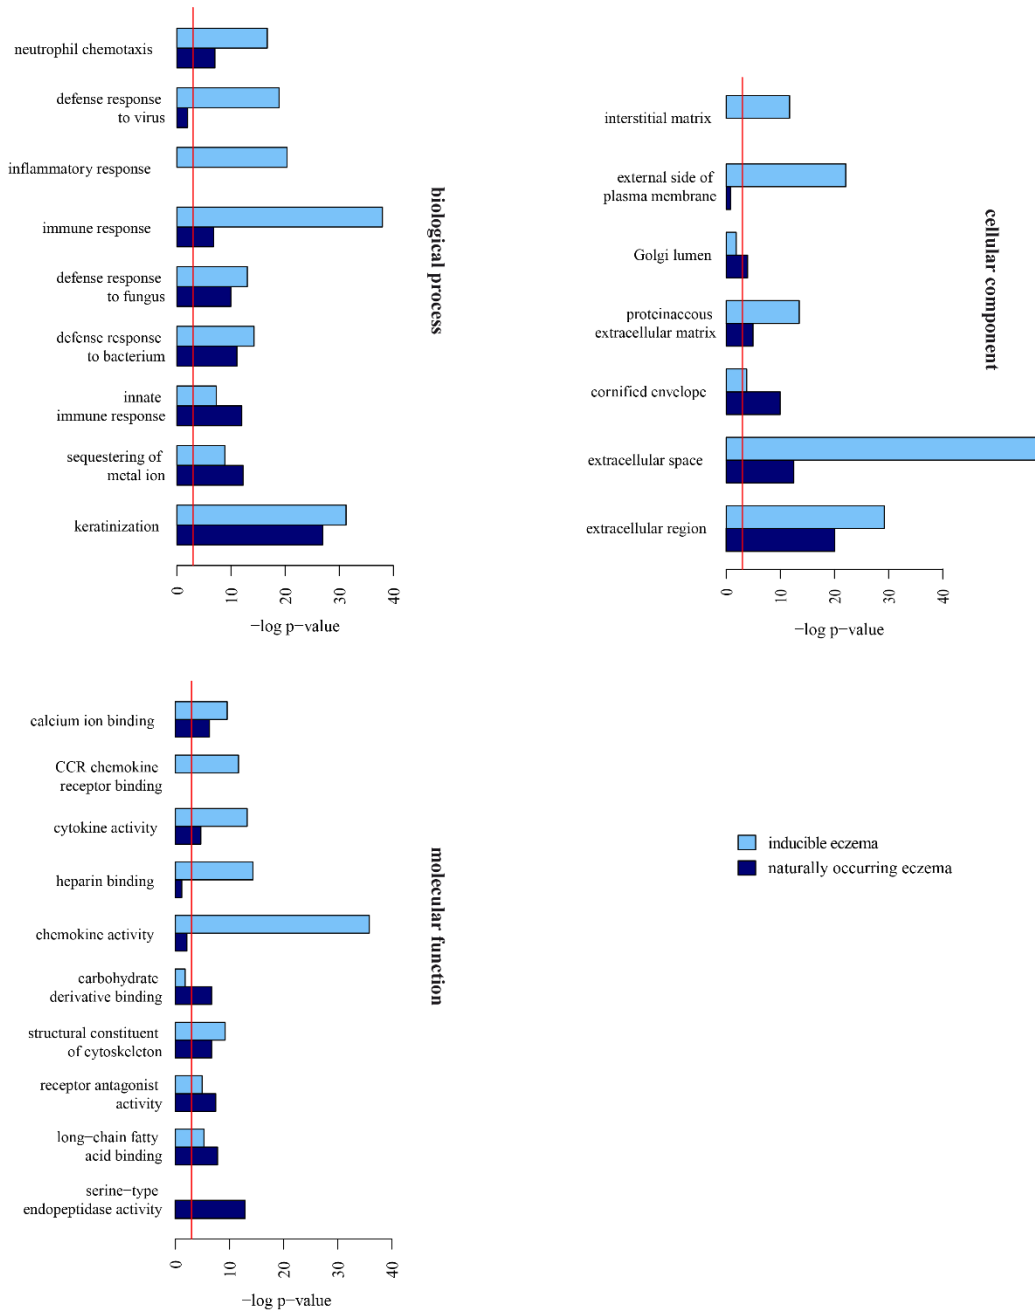 neutrophil chemotaxis
defense response
to virus
inflammatory response
immune response
defense response
to fungus
defense response
to bacterium
innate
immune response
sequestering of
metal ion
keratinization
0
10
20
30
40
−log p−value
biological process
interstitial matrix
external side of
plasma membrane
Golgi lumen
proteinaceous
extracellular matrix
cornified envelope
extracellular space
extracellular region
0
10
20
30
40
−log p−value
cellular component
calcium ion binding
CCR chemokine
receptor binding
cytokine activity
heparin binding
chemokine activity
carbohydrate
derivative binding
structural constituent
of cytoskeleton
receptor antagonist
activity
long−chain fatty
acid binding
serine−type
endopeptidase activity
0
10
20
30
40
−log p−value
molecular function
inducible eczema
naturally occurring eczema